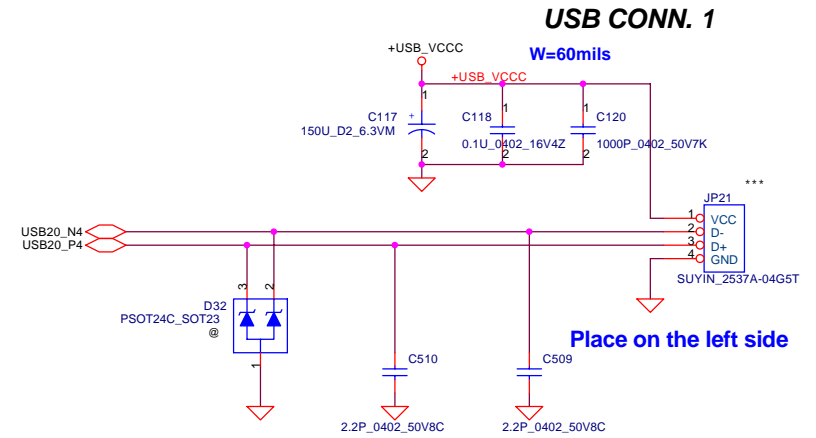 USB CONN. 1
+USB_VCCC
W=60mils
+USB_VCCC
1
1
1
C117
C118
C120
+
150U_D2_6.3VM
0.1U_0402_16V4Z
1000P_0402_50V7K
2
2
2
***
JP21
1
VCC
USB20_N4
2
D-
USB20_P4
3
D+
4
GND
SUYIN_2537A-04G5T
3
2
D32
PSOT24C_SOT23
@
Place on the left side
1
C510
C509
2.2P_0402_50V8C
2.2P_0402_50V8C